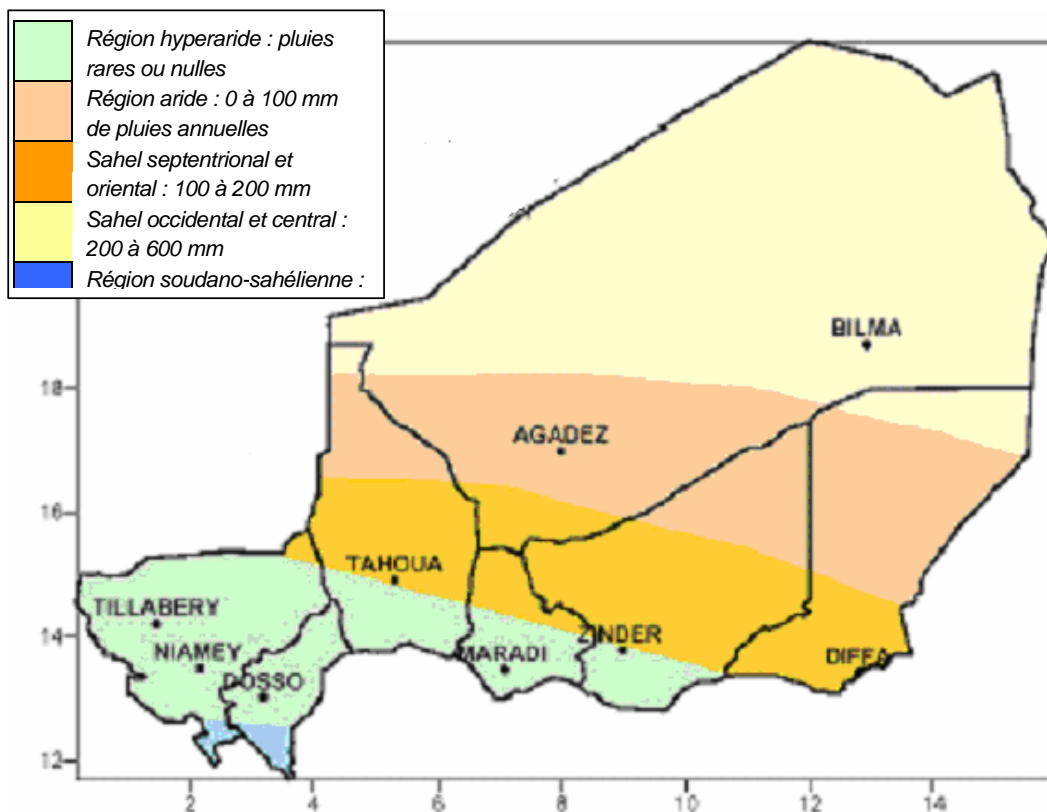 Région hyperaride : pluies
rares ou nulles
Région aride : 0 à 100 mm
de pluies annuelles
Sahel septentrional et
oriental : 100 à 200 mm
Sahel occidental et central :
200 à 600 mm
Région soudano-sahélienne :
BILMA
18
AGADEZ
16
TAHOUA
TILLABERY
14
ZINDER
NIAMEY
MARADI
DIFFA
DOSSO
12
2 4 6 8 10 12 14